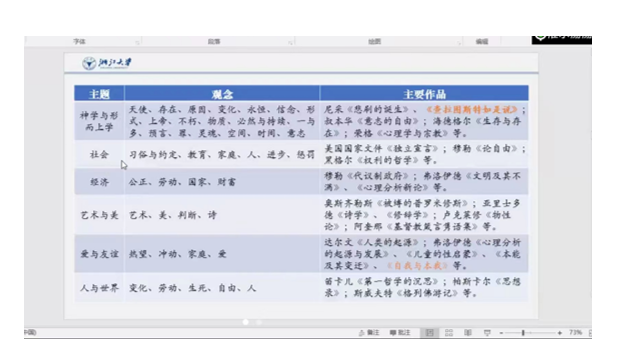 字体
段落
绘图
编辑
浙江大学
主题 观念 主要作品
神学与形而上学
天使、存在、原因、变化、永恒、信念、形式、上帝、不朽、物质、必然与持续、一与多、预言、罪、灵魂、空间、时间、意志
尼采《悲剧的诞生》、《查拉图斯特如是说》；
叔本华《意志的自由》；海德格尔《生存与存在》；荣格《心理学与宗教》等。
社会 习俗与约定、教育、家庭、人、进步、惩罚
美国国家文件《独立宣言》；穆勒《论自由》；
黑格尔《权利的哲学》等。
经济 公正、劳动、国家、财富
穆勒《代议制政府》；弗洛伊德《文明及其不满》、《心理分析新论》等。
艺术与美 艺术、美、判断、诗
奥斯齐勒斯《被缚的普罗米修斯》；亚里士多德《诗学》、《修辞学》；卢克莱修《物性论》；阿奎那《基督教箴言隽语集》等。
爱与友谊 热望、冲动、家庭、爱
达尔文《人类的起源》；弗洛伊德《心理分析的起源与发展》、《儿童的性启蒙》、《本能及其变迁》、《自我与本我》等。
人与世界 变化、劳动、生死、自由、人
笛卡儿《第一哲学的沉思》；帕斯卡尔《思想录》；斯威夫特《格列佛游记》等。
备注 批注 73%